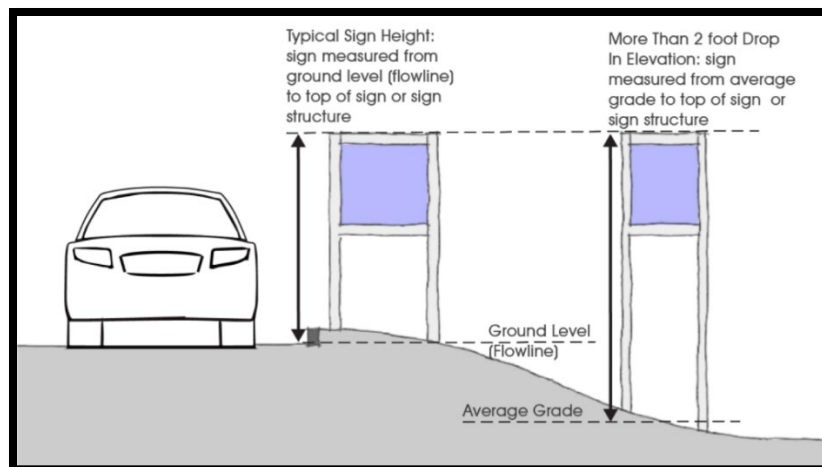 Typical Sign Height:
sign measured from
ground level (flowline)
to top of sign or sign
structure
More Than 2 foot Drop
In Elevation: sign
measured from average
grade to top of sign or
sign structure
Ground Level
(Flowline)
Average Grade